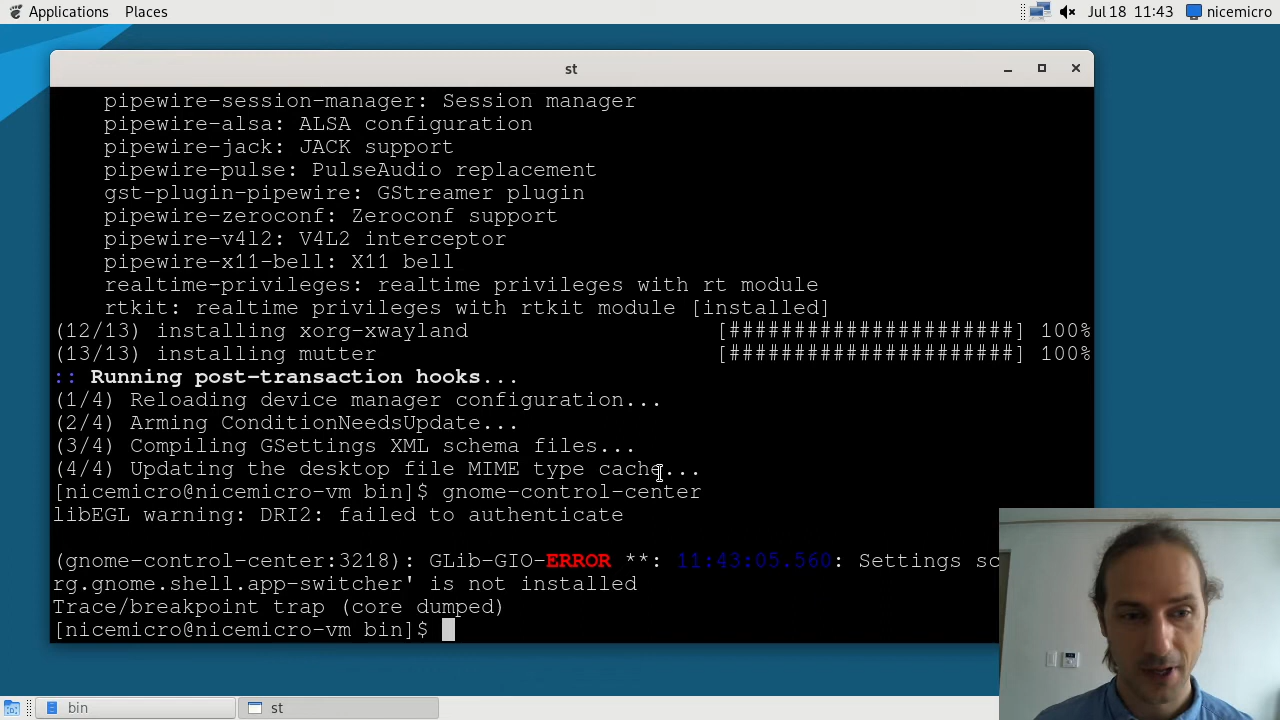 Applications Places Jul 18 11:43 nicemicro
st
pipewire-session-manager: Session manager
pipewire-alsa: ALSA configuration
pipewire-jack: JACK support
pipewire-pulse: PulseAudio replacement
gst-plugin-pipewire: GStreamer plugin
pipewire-zeroconf: Zeroconf support
pipewire-v4l2: V4L2 interceptor
pipewire-x11-bell: X11 bell
realtime-privileges: realtime privileges with rt module
rtkit: realtime privileges with rtkit module [installed]
(12/13) installing xorg-xwayland [######################] 100%
(13/13) installing mutter [######################] 100%
:: Running post-transaction hooks...
(1/4) Reloading device manager configuration...
(2/4) Arming ConditionNeedsUpdate...
(3/4) Compiling GSettings XML schema files...
(4/4) Updating the desktop file MIME type cache...
[nicemicro@nicemicro-vm bin]$ gnome-control-center
libEGL warning: DRI2: failed to authenticate
(gnome-control-center:3218): GLib-GIO-ERROR **: 11:43:05.560: Settings sc
rg.gnome.shell.app-switcher' is not installed
Trace/breakpoint trap (core dumped)
[nicemicro@nicemicro-vm bin]$
bin st